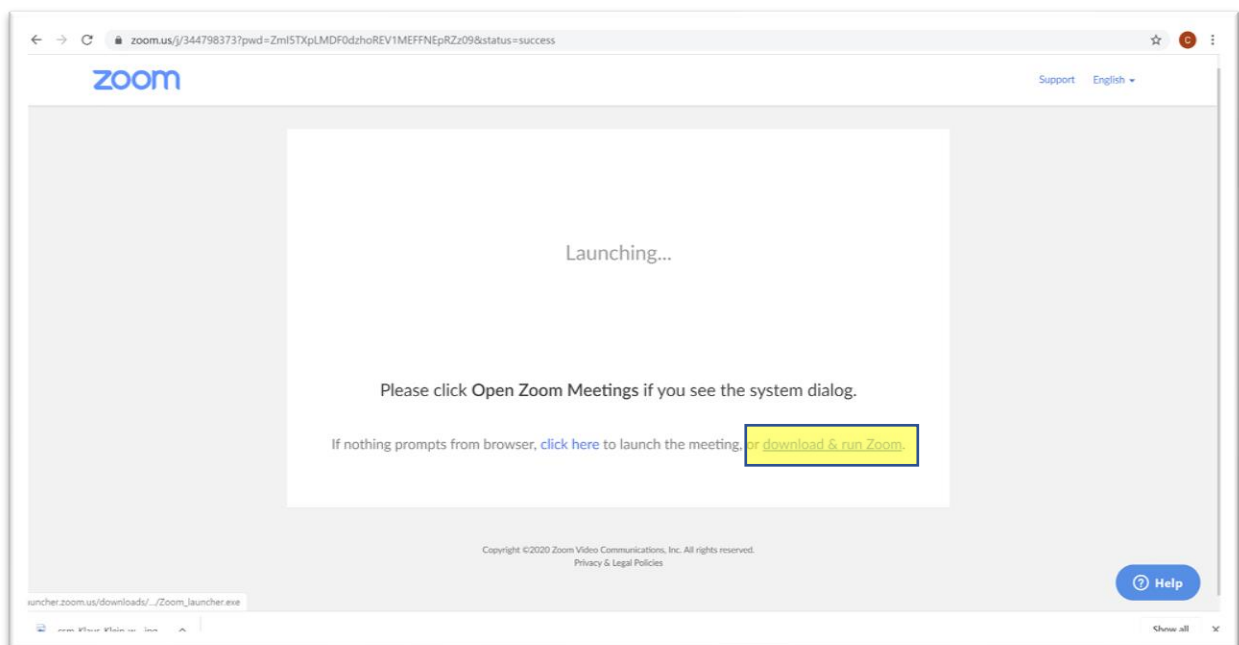 zoom.us/j/344798373?pwd=ZmI5TXpLMDF0dzhoREV1MEFFNEpRZz09&status=success
C
zoom
Support English
Launching...
Please click Open Zoom Meetings if you see the system dialog.
If nothing prompts from browser, click here to launch the meeting, or download & run Zoom.
Copyright ©2020 Zoom Video Communications, Inc. All rights reserved.
Privacy & Legal Policies
Help
uncher.zoom.us/downloads/.../Zoom_launcher.exe
Show all